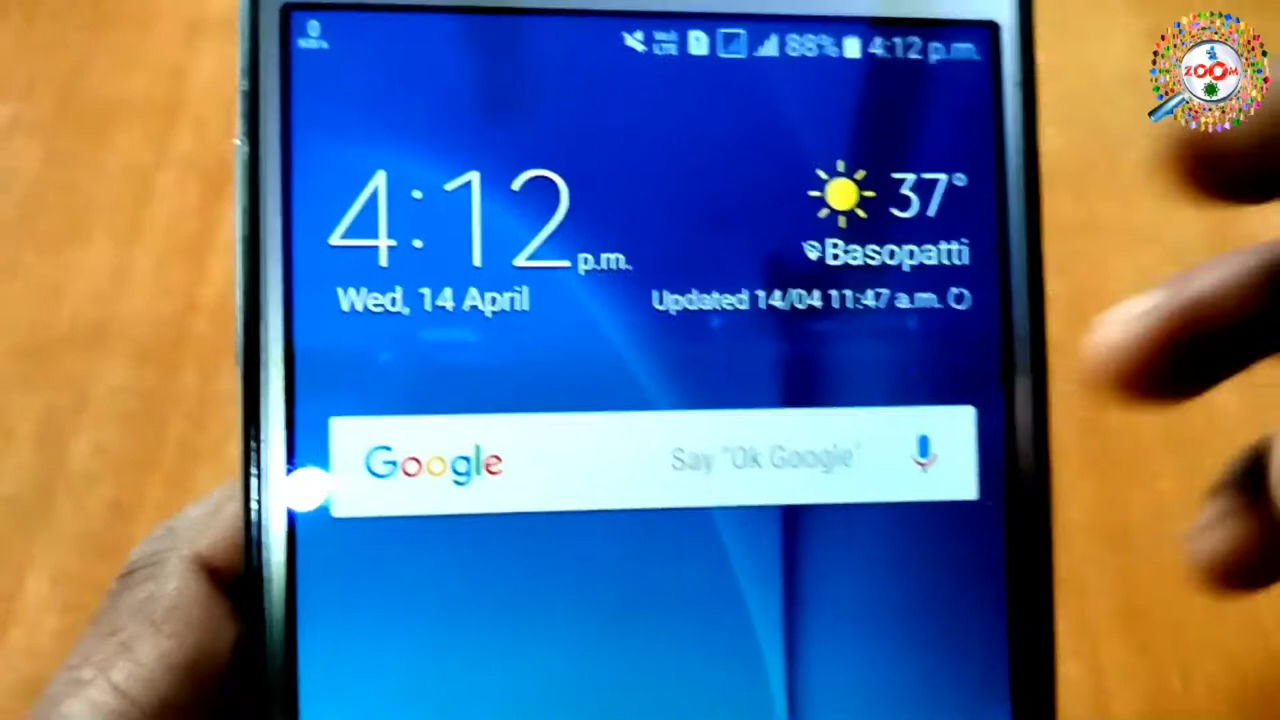 0
88% 4:12 p.m.
ZOOM
4:12 p.m.
37°
Basopatti
Wed, 14 April
Updated 14/04 11:47 a.m.
Google
Say "Ok Google"